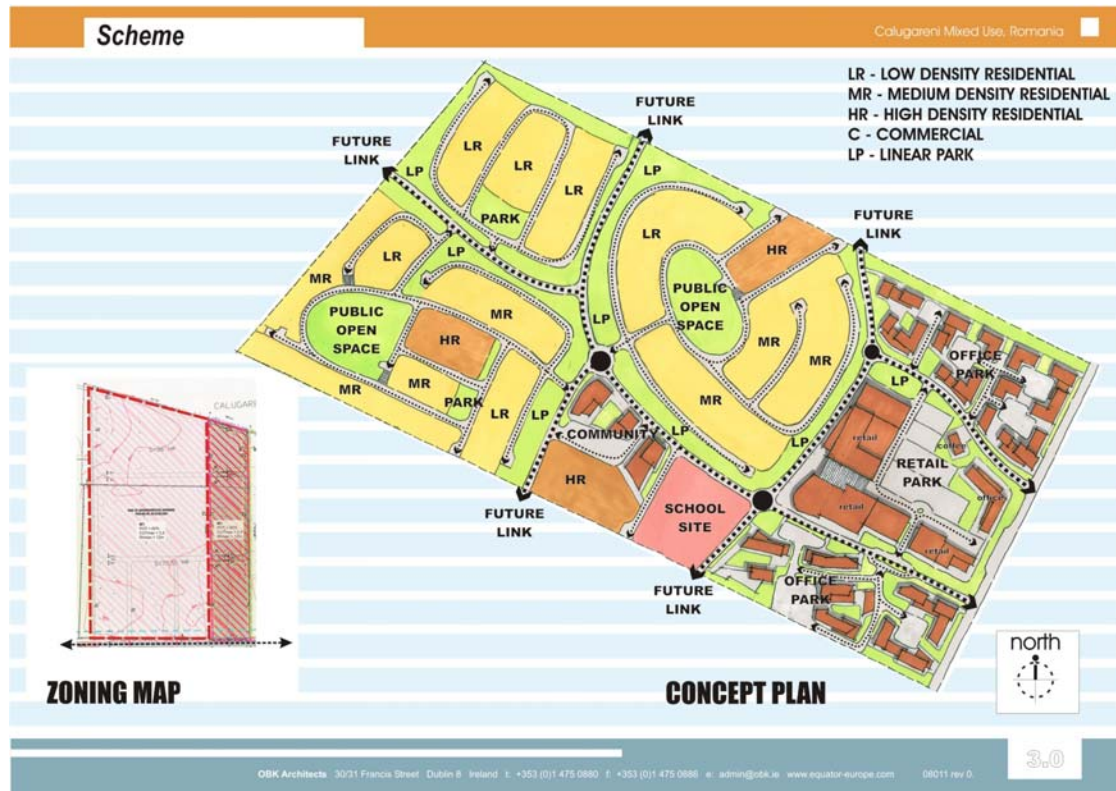 Scheme
Calugareni Mixed Use, Romania
LR - LOW DENSITY RESIDENTIAL
MR - MEDIUM DENSITY RESIDENTIAL
HR - HIGH DENSITY RESIDENTIAL
C - COMMERCIAL
LP - LINEAR PARK
FUTURE
LINK
FUTURE
LINK
FUTURE
LINK
LP
LR
LR
LR
PARK
LP
LR
HR
PUBLIC
OPEN
SPACE
MR
MR
MR
LP
LP
LP
MR
LR
LP
PUBLIC
OPEN
SPACE
MR
HR
MR
MR
PARK
LR
LP
COMMUNITY
HR
SCHOOL
SITE
FUTURE
LINK
FUTURE
LINK
OFFICE
PARK
LP
retail
coffee
RETAIL
PARK
offices
retail
retail
OFFICE
PARK
CALUGARE
ZONING MAP
CONCEPT PLAN
north
OBK Architects 30/31 Francis Street Dublin 8 Ireland t: +353 (0)1 475 0880 f: +353 (0)1 475 0686 e: admin@obk.ie www.equator-europe.com 08011 rev 0.
3.0